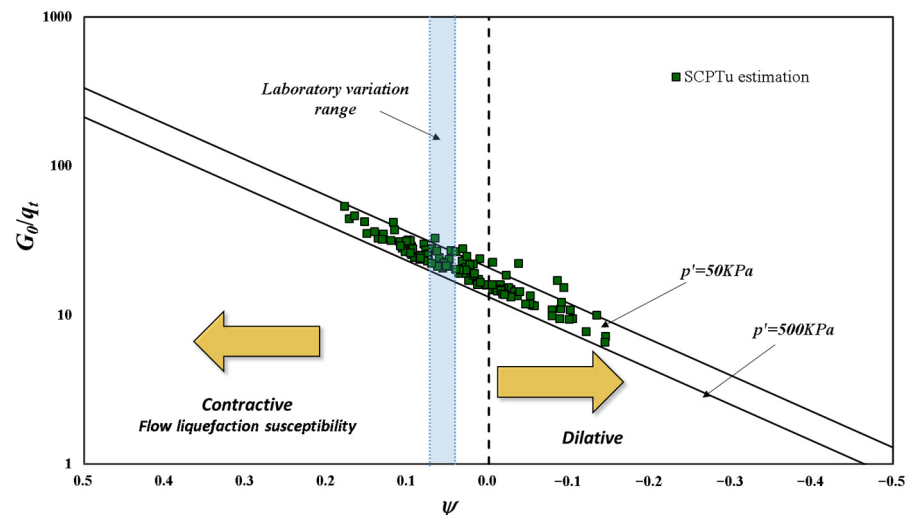 1000
100
10
1
G0/qt
Laboratory variation
range
SCPTu estimation
p'=50KPa
p'=500KPa
Contractive
Flow liquefaction susceptibility
Dilative
0.5 0.4 0.3 0.2 0.1 0.0 −0.1 −0.2 −0.3 −0.4 −0.5
ψ